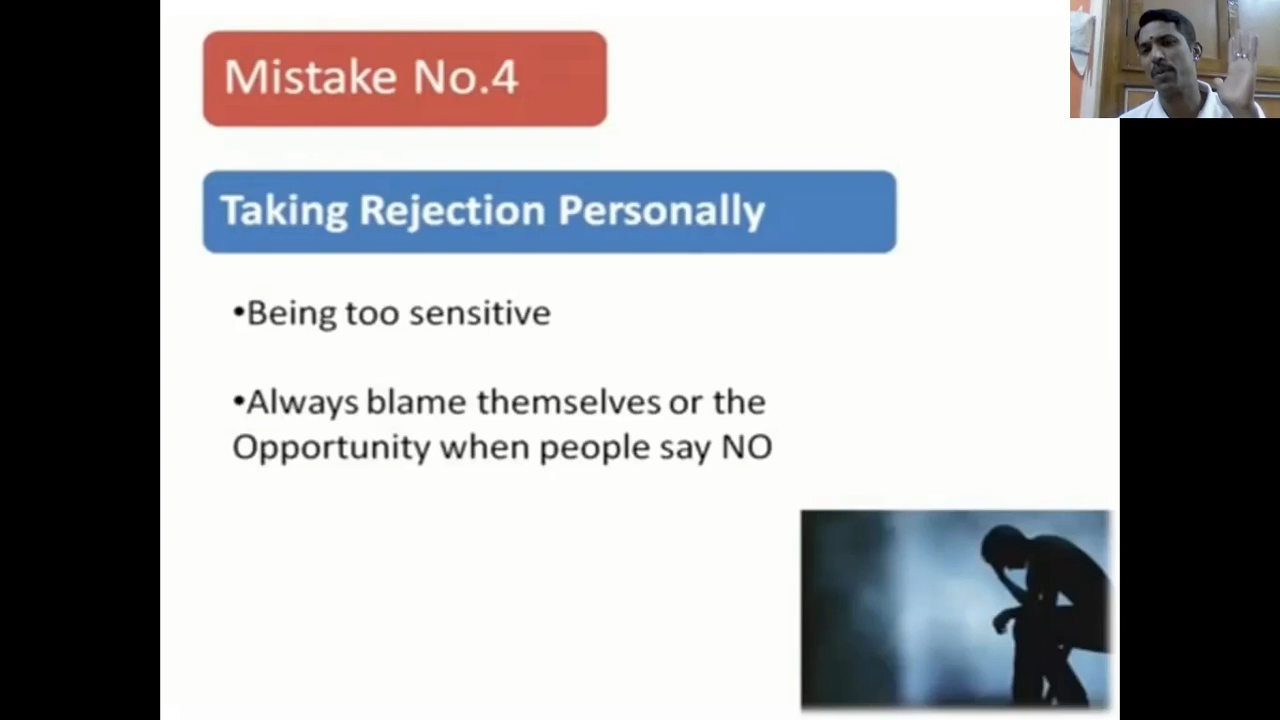 Mistake No.4
Taking Rejection Personally
•Being too sensitive
•Always blame themselves or the
Opportunity when people say NO